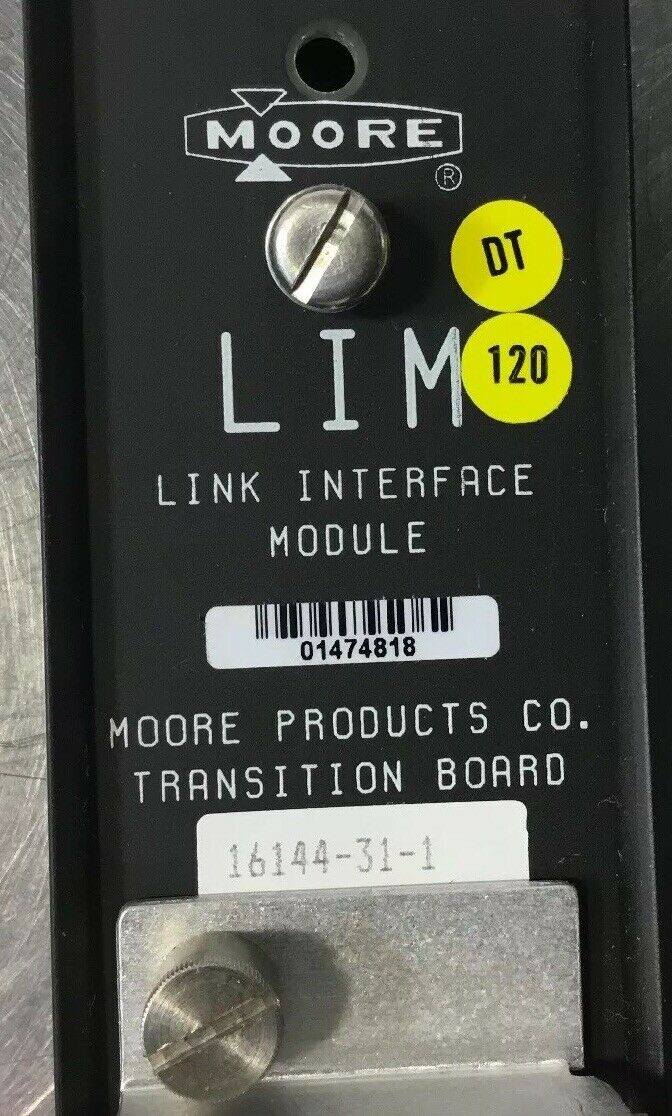 MOORE
®
DT
LIM
120
LINK INTERFACE
MODULE
01474818
MOORE PRODUCTS CO.
TRANSITION BOARD
16144-31-1